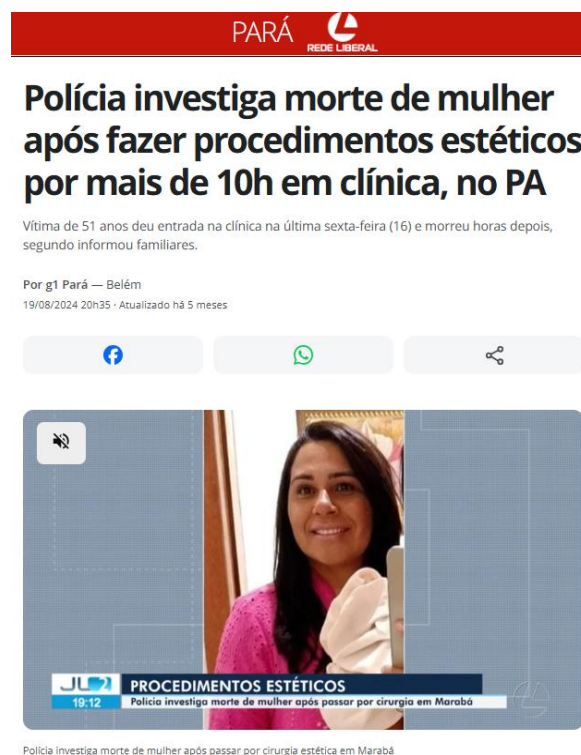 PARÁ
REDE LIBERAL
Polícia investiga morte de mulher
após fazer procedimentos estéticos
por mais de 10h em clínica, no PA
Vítima de 51 anos deu entrada na clínica na última sexta-feira (16) e morreu horas depois,
segundo informou familiares.
Por g1 Pará — Belém
19/08/2024 20h35 · Atualizado há 5 meses
JL2 PROCEDIMENTOS ESTÉTICOS
19:12 Polícia investiga morte de mulher após passar por cirurgia em Marabá
Polícia investiga morte de mulher após passar por cirurgia estética em Marabá